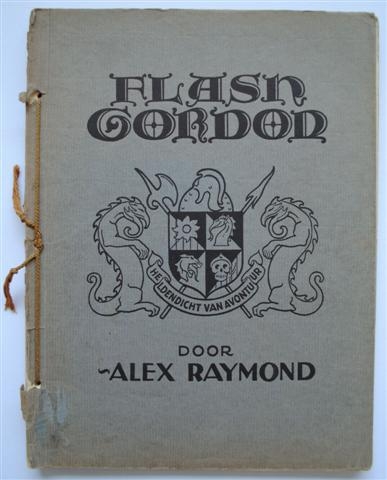 FLASH
GORDON
HELDENDICHT VAN AVONTUUR
DOOR
ALEX RAYMOND